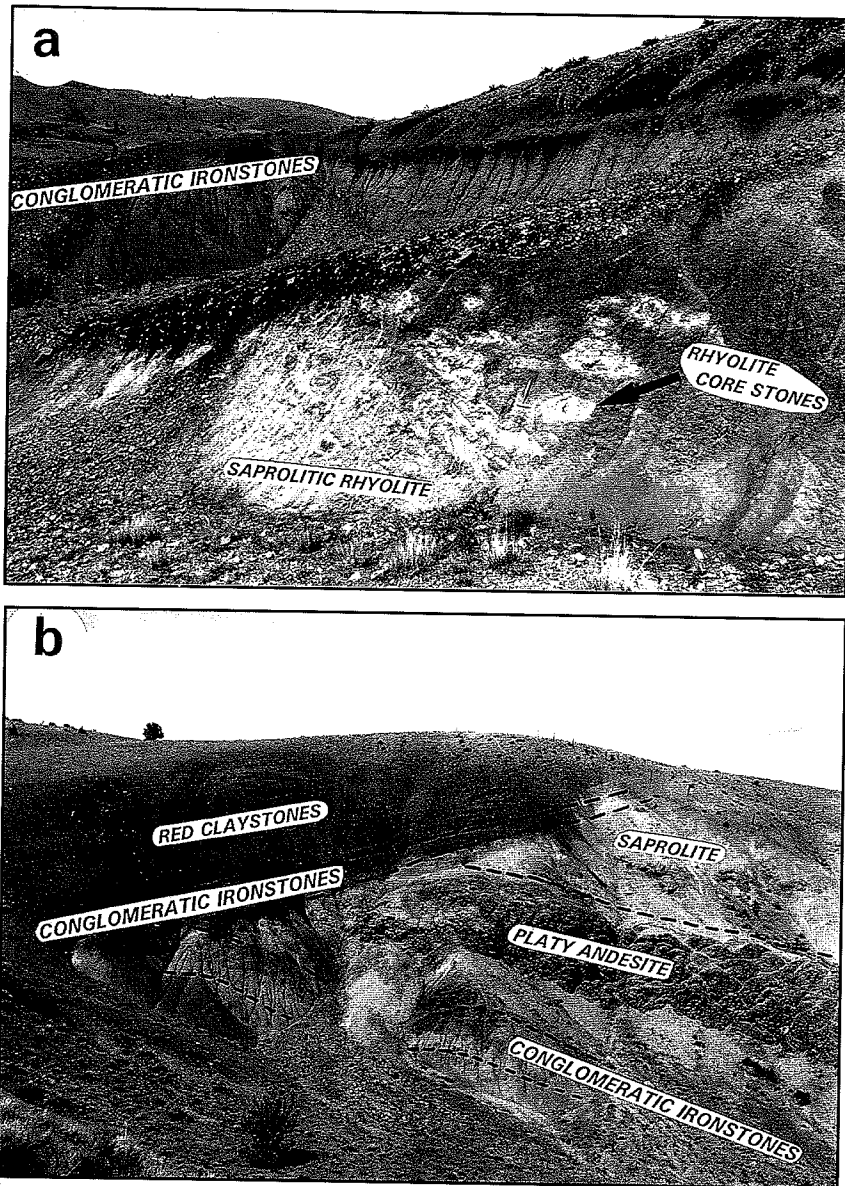 a
CONGLOMERATIC IRONSTONES
RHYOLITE
CORE STONES
SAPROLITIC RHYOLITE
b
RED CLAYSTONES
SAPROLITE
CONGLOMERATIC IRONSTONES
PLATY ANDESITE
CONGLOMERATIC IRONSTONES